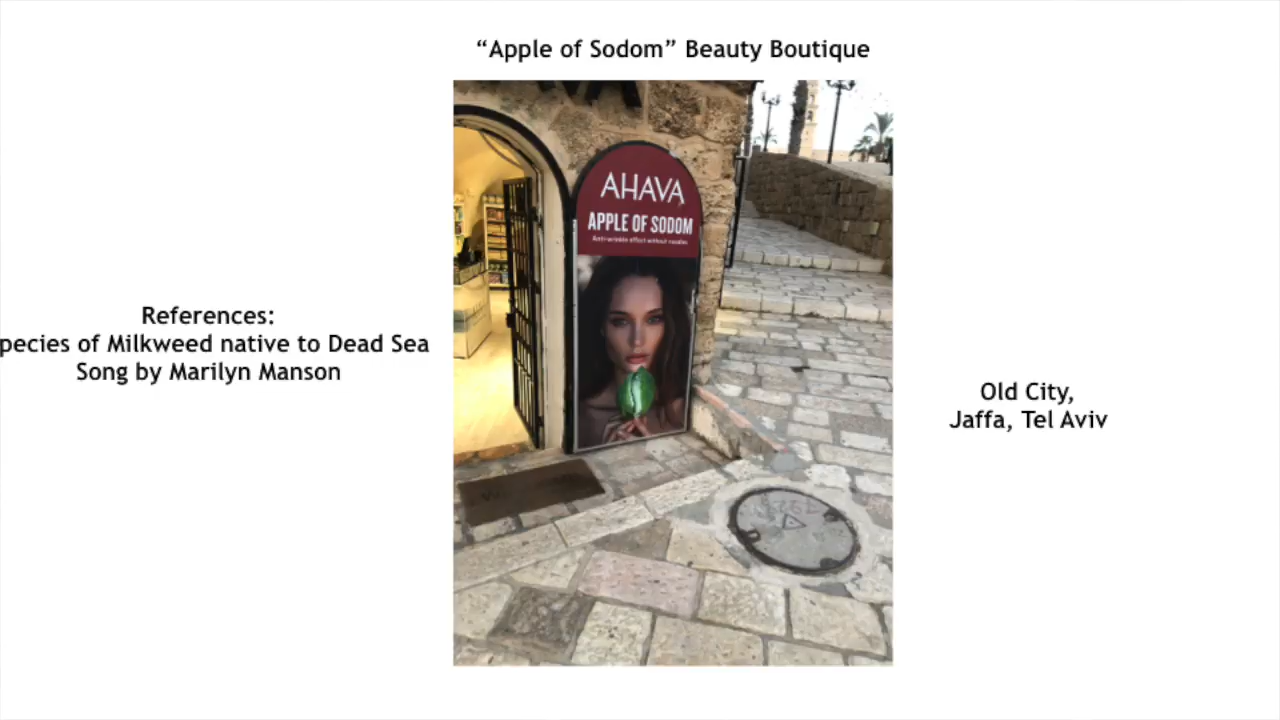 “Apple of Sodom” Beauty Boutique
AHAVA
APPLE OF SODOM
Anti-wrinkle effect without needles
References:
pecies of Milkweed native to Dead Sea
Song by Marilyn Manson
Old City,
Jaffa, Tel Aviv